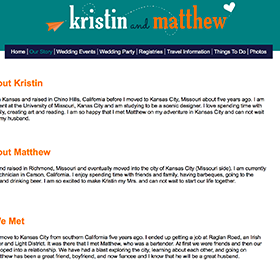 kristin and matthew
Home | Our Story | Wedding Events | Wedding Party | Registries | Travel Information | Things To Do | Photos
out Kristin
Kansas and raised in Chino Hills, California before I moved to Kansas City, Missouri about five years ago. I am
ent at the University of Missouri, Kansas City and am studying to be a scenic designer. I love spending time with
ly, creating art and reading. I am so happy that I met Matthew on my adventure in Kansas City and can not wait
my husband.
out Matthew
nd raised in Richmond, Missouri and eventually moved into the city of Kansas City (Missouri side). I am currently
chnician in Carson, California. I enjoy spending time with friends and family, having barbeques, going to the
and drinking beer. I am so excited to make Kristin my Mrs. and can not wait to start our life together.
e Met
move to Kansas City from southern California five years ago. I ended up getting a job at Raglan Road, an Irish
er and Light District. It was there that I met Matthew, who was a bartender. At first we were friends and then our
oped into a relationship. We have had a blast exploring the city, learning about each other, and going on
tthew has been a great friend, boyfriend, and now fiancee and I know that he will be a great husband.